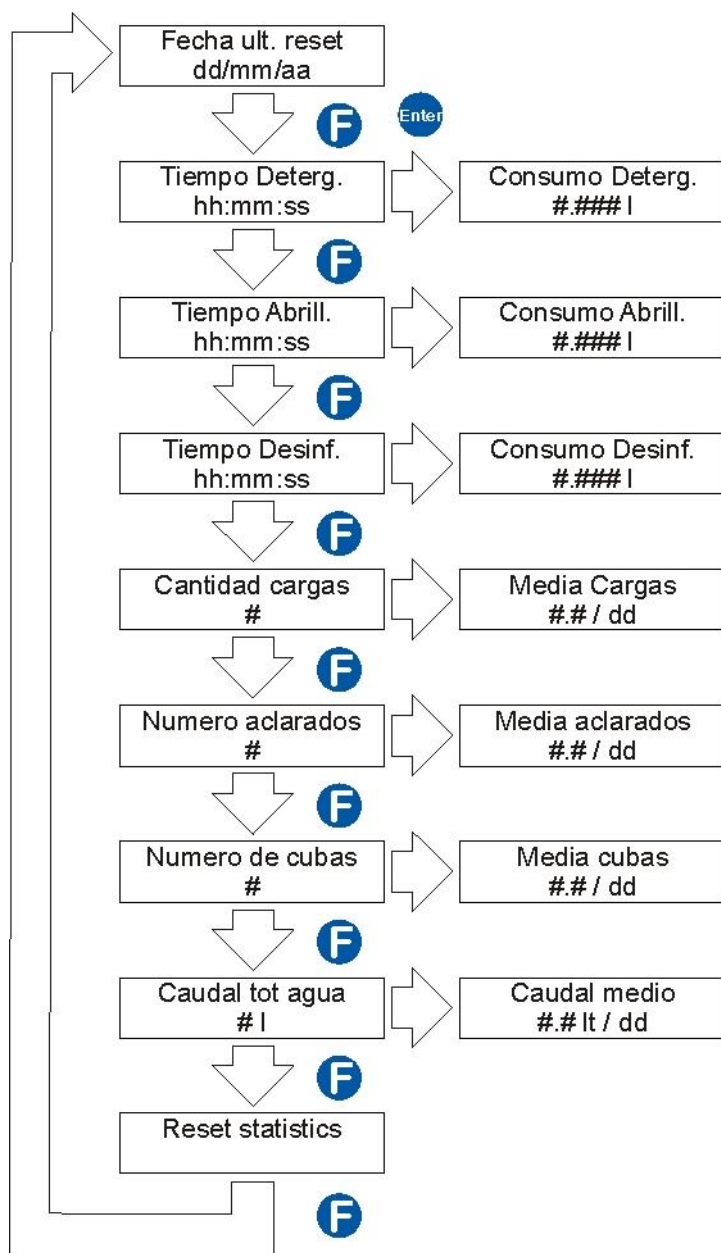 Fecha ult. reset
dd/mm/aa
F
Enter
Tiempo Deterg.
hh:mm:ss
Consumo Deterg.
#.### l
F
Tiempo Abrill.
hh:mm:ss
Consumo Abrill.
#.### l
F
Tiempo Desinf.
hh:mm:ss
Consumo Desinf.
#.### l
F
Cantidad cargas
#
Media Cargas
#.# / dd
F
Numero aclarados
#
Media aclarados
#.# / dd
F
Numero de cubas
#
Media cubas
#.# / dd
F
Caudal tot agua
# l
Caudal medio
#.# lt / dd
F
Reset statistics
F